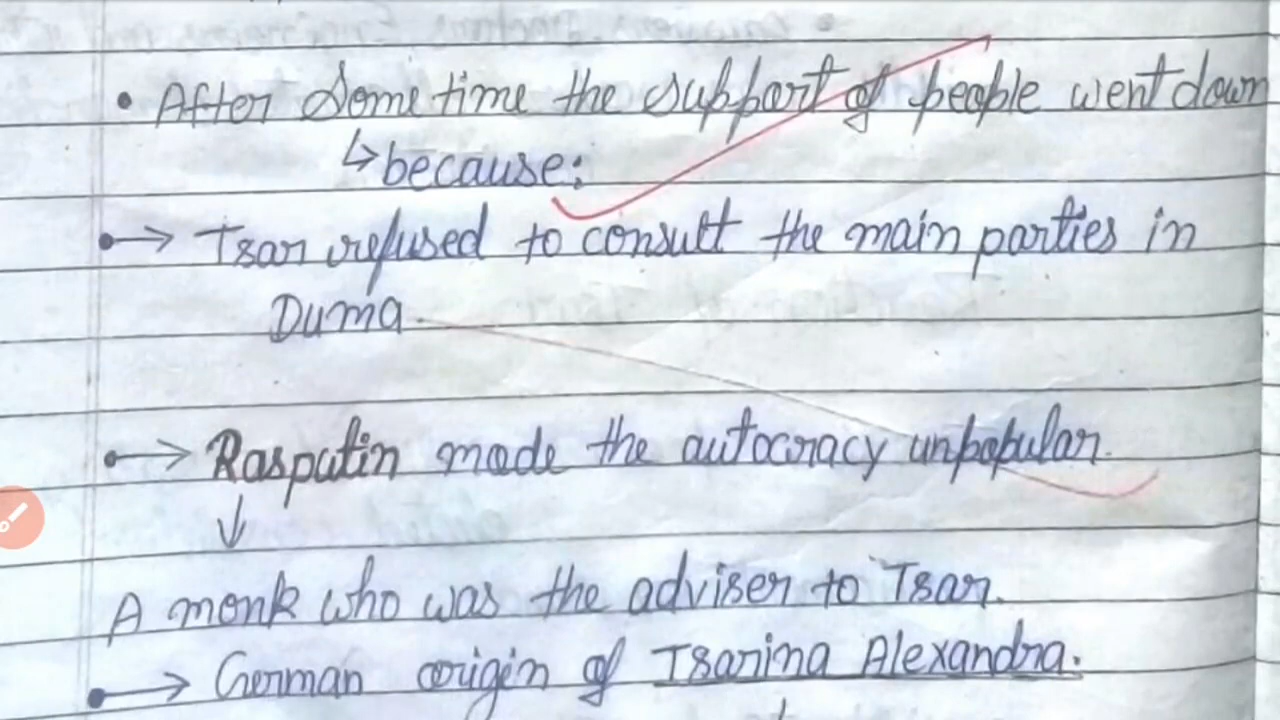 • After Some time the support of people went down
↳ because:
•→ Tsar refused to consult the main parties in
Duma
•→ Rasputin made the autocracy unpopular.
↓
A monk who was the adviser to Tsar.
•→ German origin of Tsarina Alexandra.